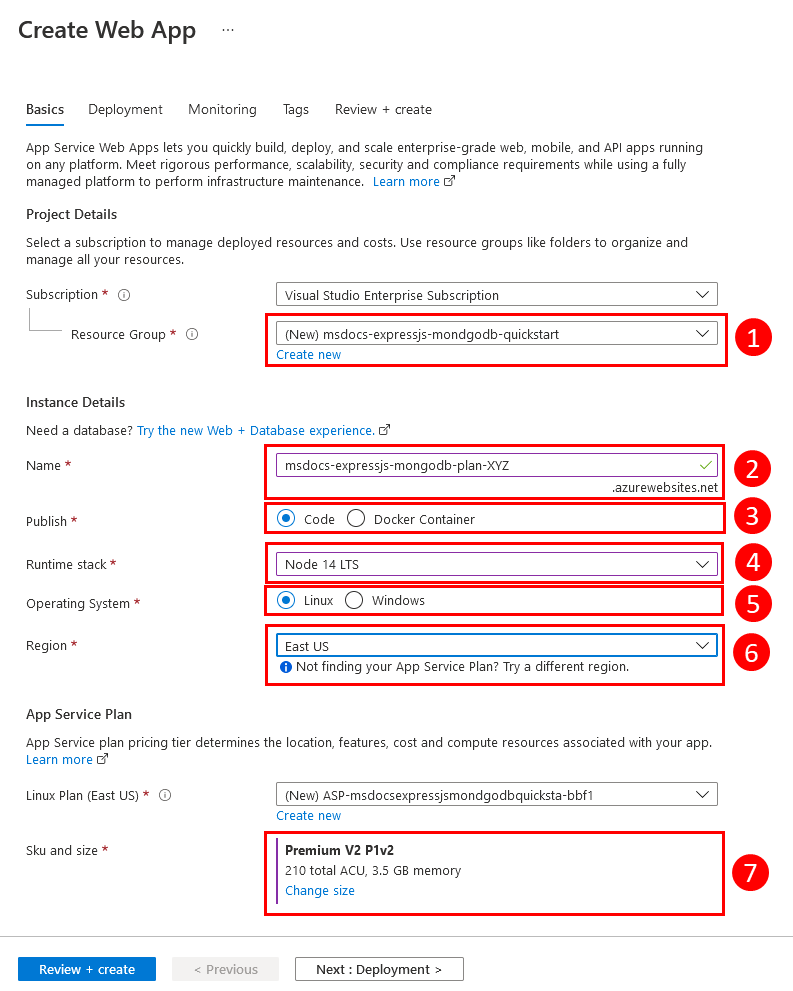 Create Web App ...
Basics Deployment Monitoring Tags Review + create
App Service Web Apps lets you quickly build, deploy, and scale enterprise-grade web, mobile, and API apps running
on any platform. Meet rigorous performance, scalability, security and compliance requirements while using a fully
managed platform to perform infrastructure maintenance. Learn more
Project Details
Select a subscription to manage deployed resources and costs. Use resource groups like folders to organize and
manage all your resources.
Subscription * Visual Studio Enterprise Subscription
Resource Group * (New) msdocs-expressjs-mondgodb-quickstart
Create new
1
Instance Details
Need a database? Try the new Web + Database experience.
Name * msdocs-expressjs-mongodb-plan-XYZ
.azurewebsites.net
2
Publish * Code Docker Container 3
Runtime stack * Node 14 LTS 4
Operating System * Linux Windows 5
Region * East US
Not finding your App Service Plan? Try a different region.
6
App Service Plan
App Service plan pricing tier determines the location, features, cost and compute resources associated with your app.
Learn more
Linux Plan (East US) * (New) ASP-msdocsexpressjsmondgodbquicksta-bbf1
Create new
Sku and size * Premium V2 P1v2
210 total ACU, 3.5 GB memory
Change size
7
Review + create < Previous Next : Deployment >